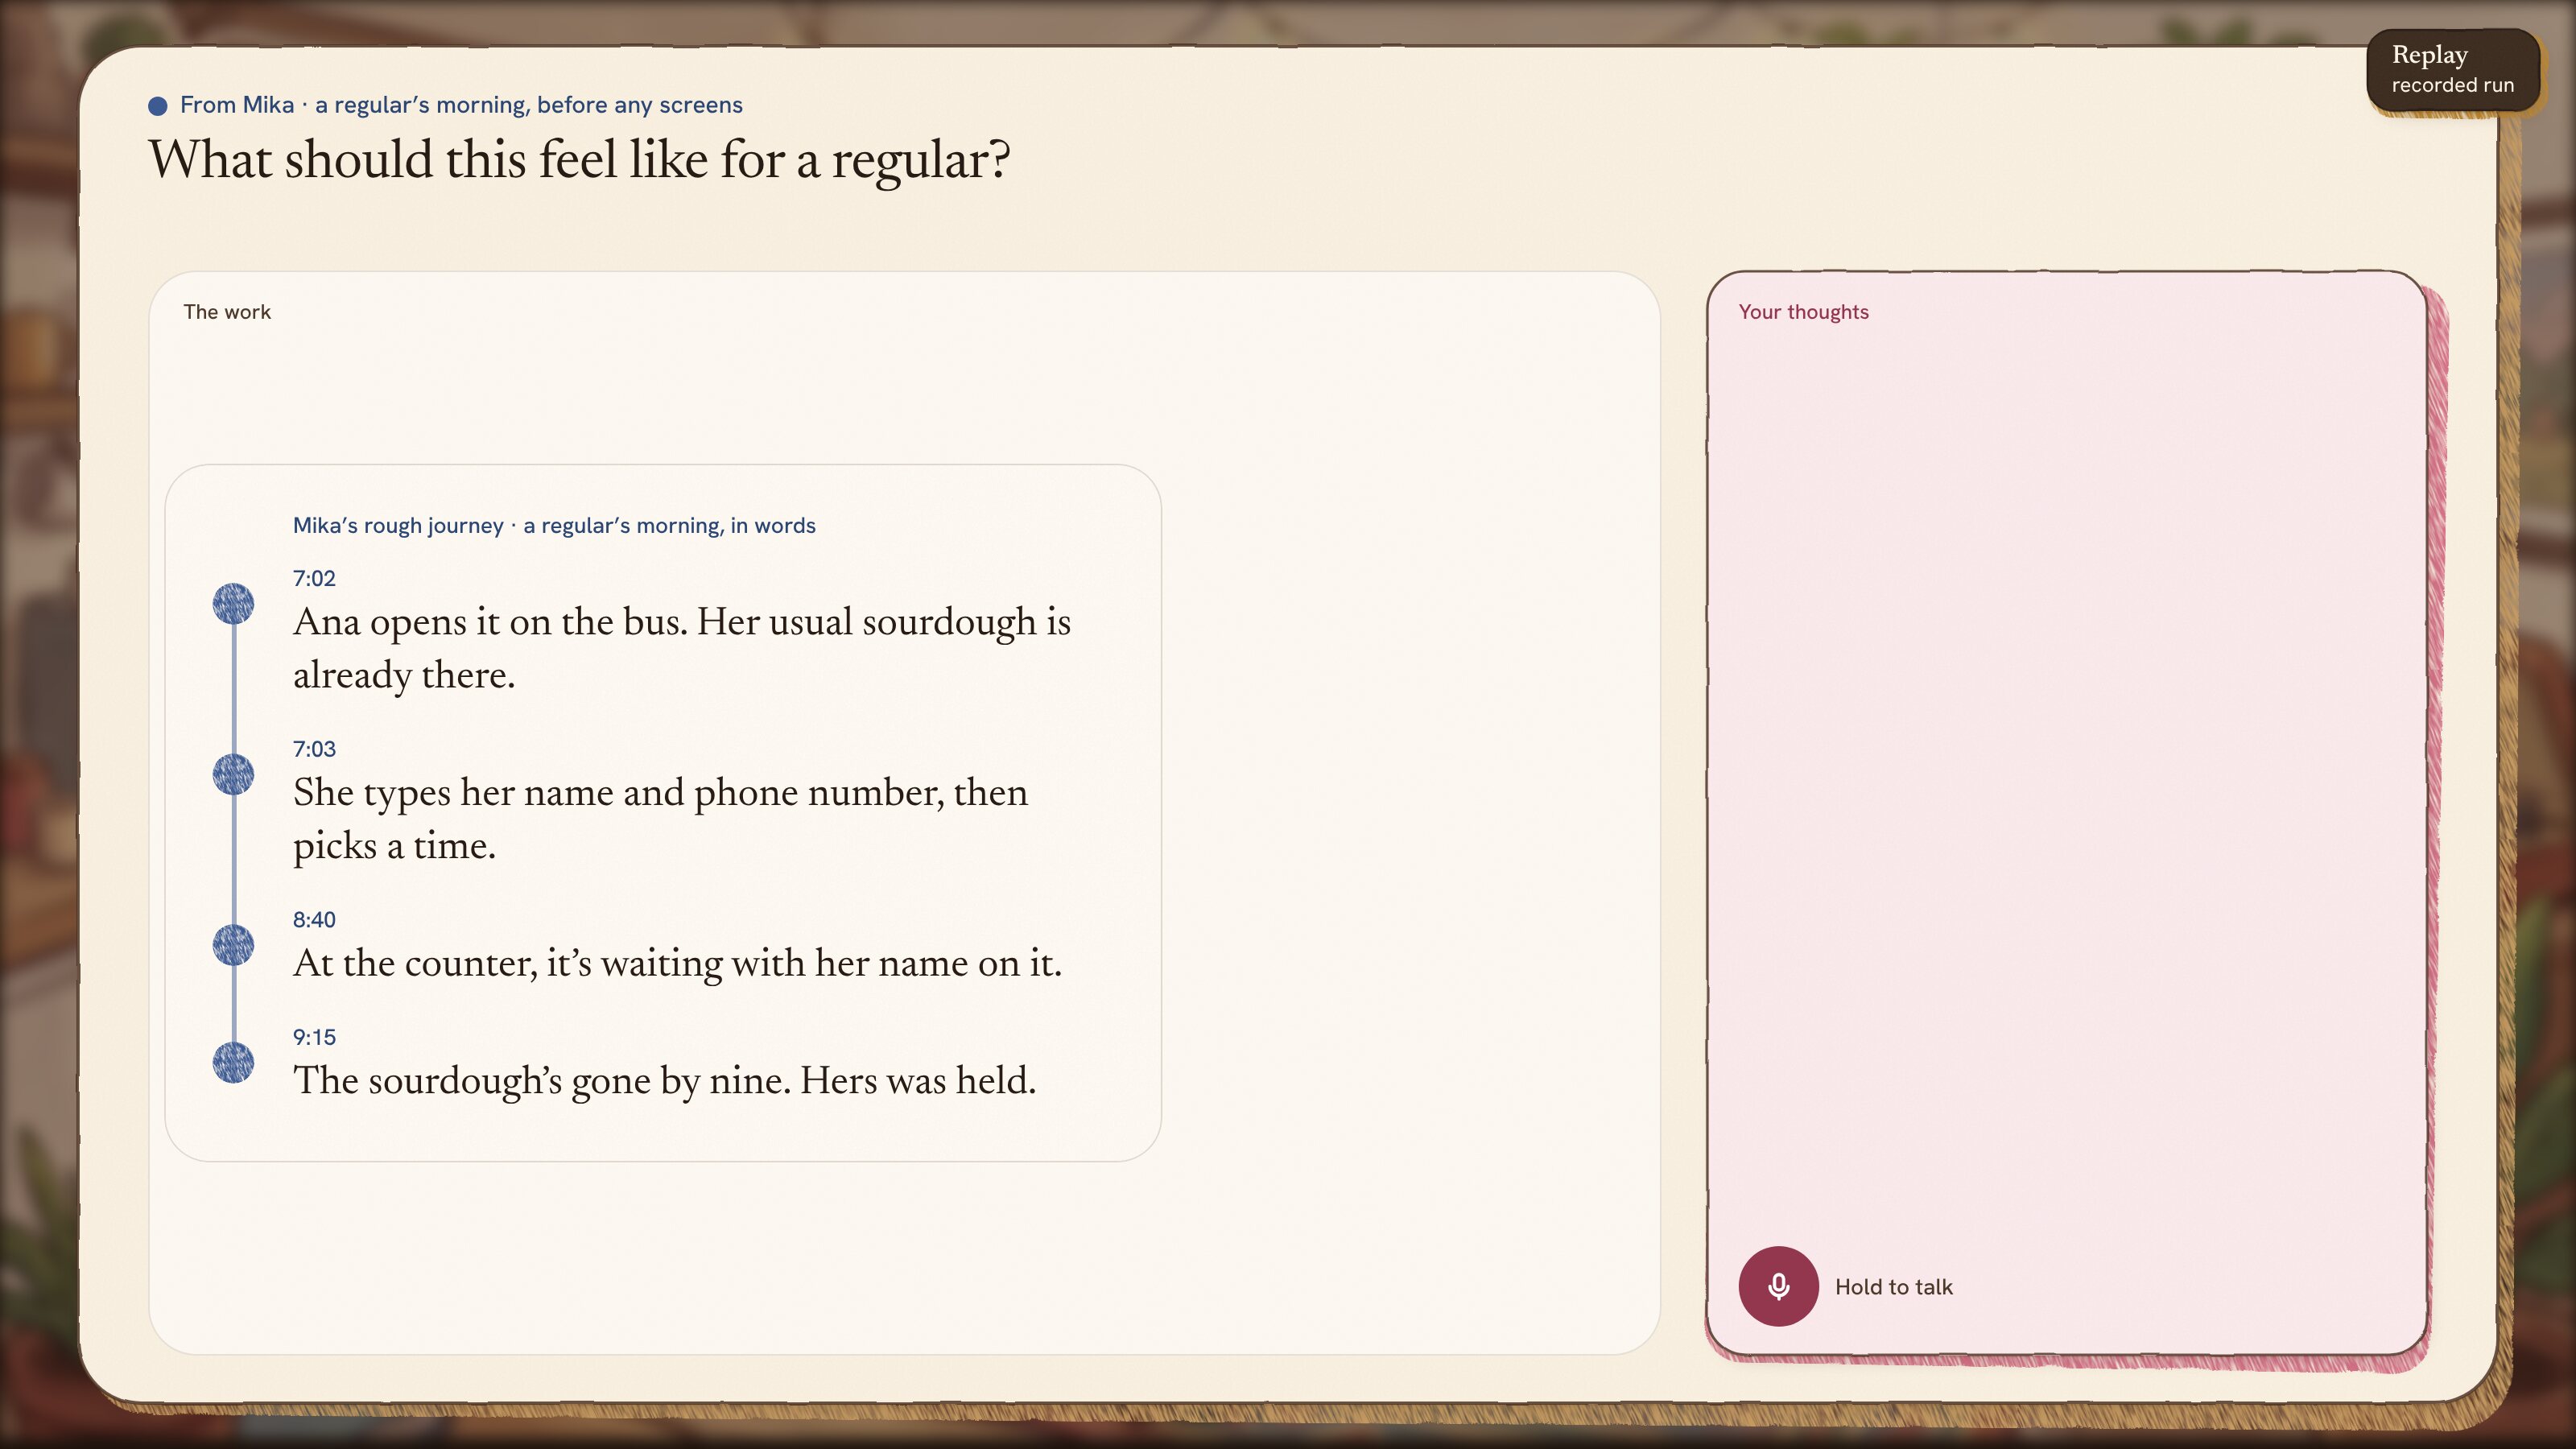 Replay
recorded run
From Mika · a regular’s morning, before any screens
What should this feel like for a regular?
The work
Mika’s rough journey · a regular’s morning, in words
7:02
Ana opens it on the bus. Her usual sourdough is
already there.
7:03
She types her name and phone number, then
picks a time.
8:40
At the counter, it’s waiting with her name on it.
9:15
The sourdough’s gone by nine. Hers was held.
Your thoughts
Hold to talk